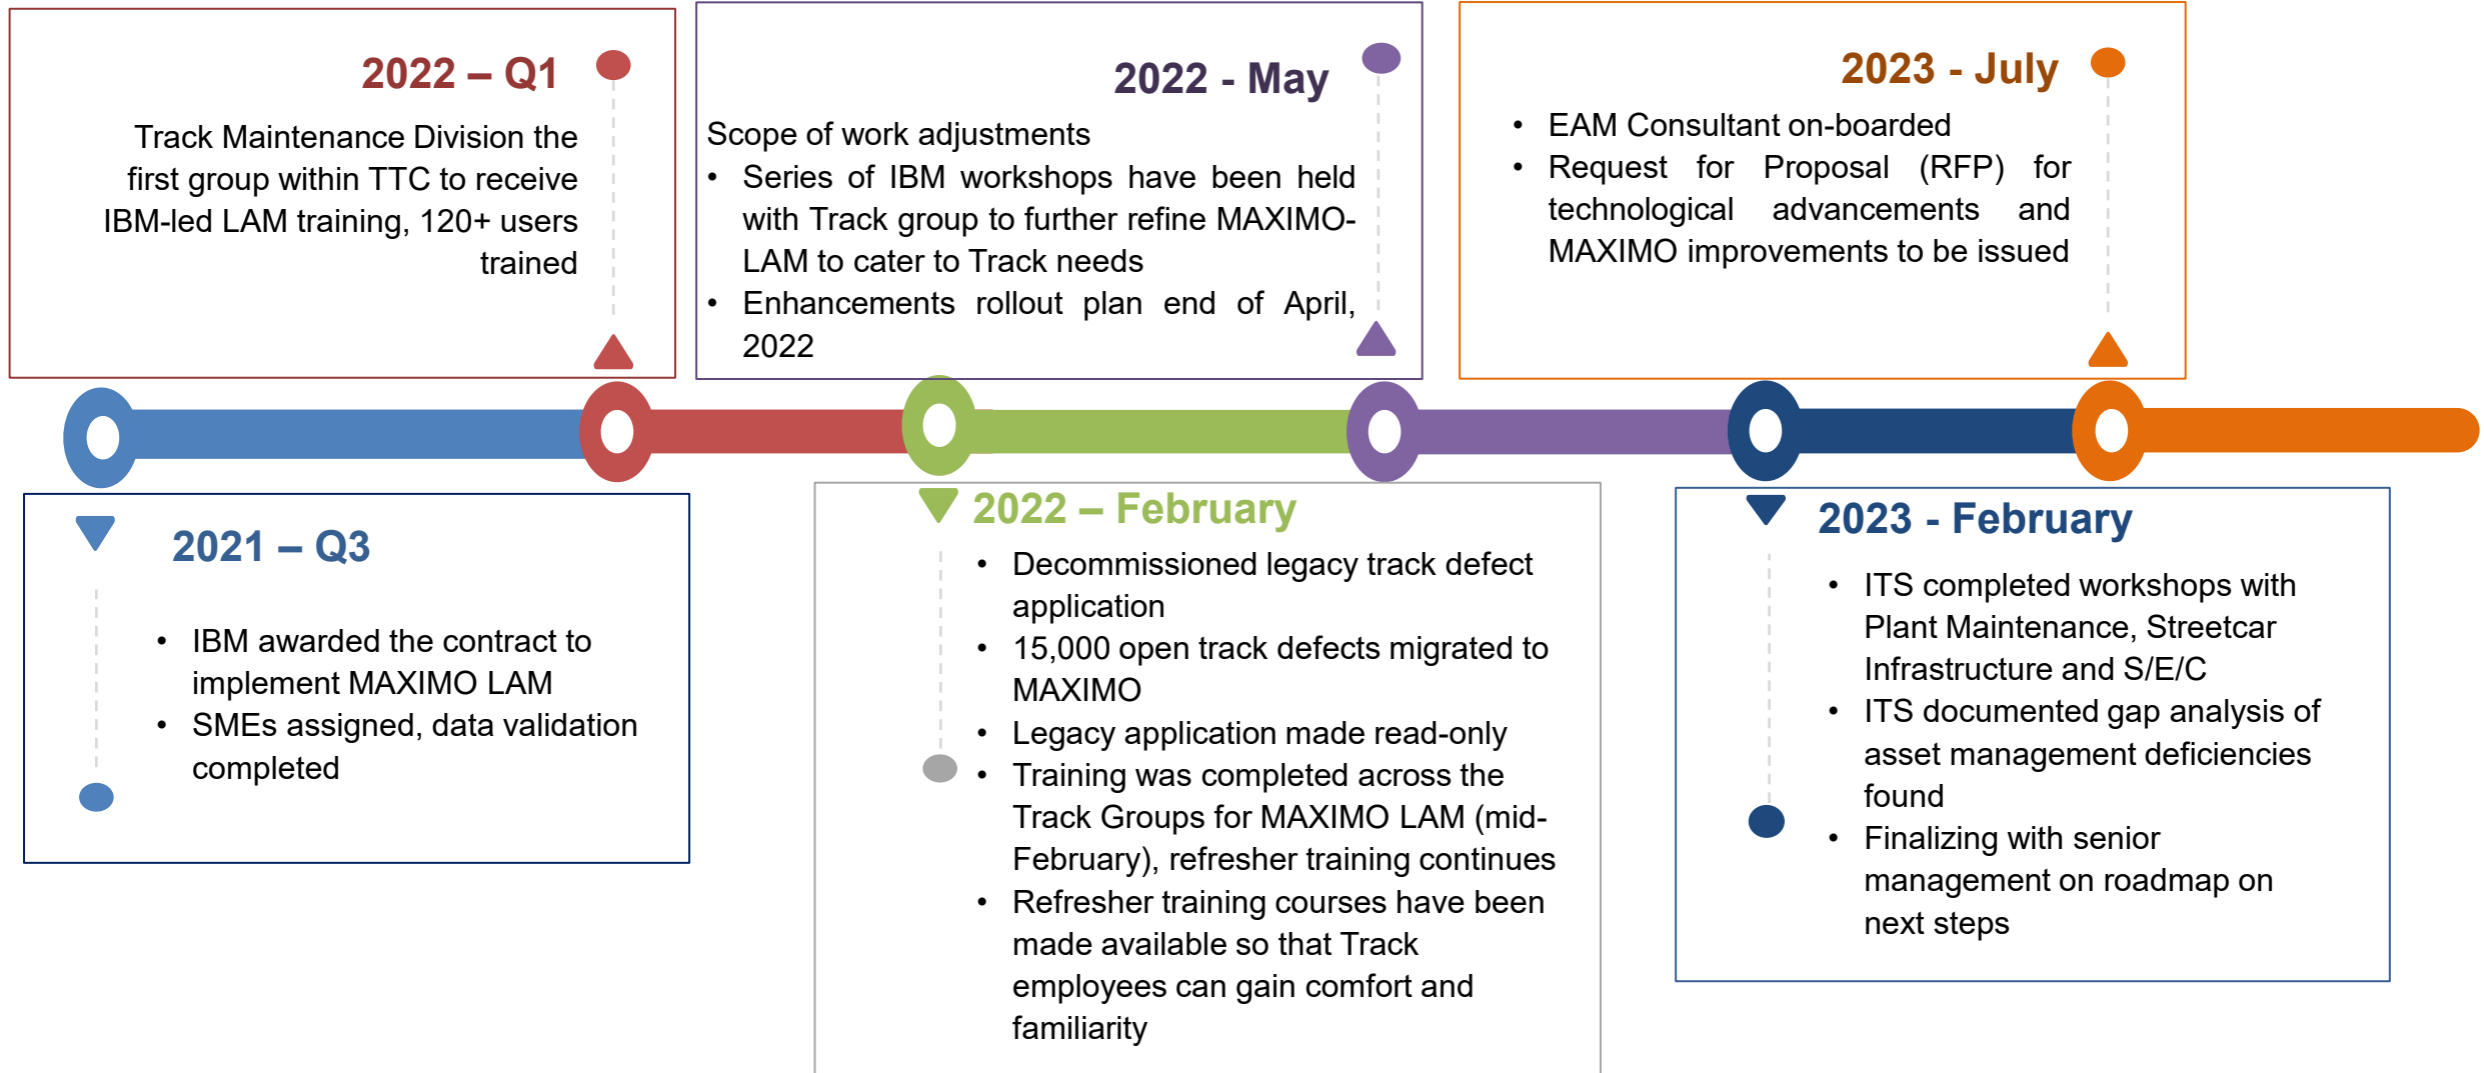 2022 – Q1
Track Maintenance Division the
first group within TTC to receive
IBM-led LAM training, 120+ users
trained
2022 - May
Scope of work adjustments
• Series of IBM workshops have been held
with Track group to further refine MAXIMO-
LAM to cater to Track needs
• Enhancements rollout plan end of April,
2022
2023 - July
• EAM Consultant on-boarded
• Request for Proposal (RFP) for
technological advancements and
MAXIMO improvements to be issued
2021 – Q3
• IBM awarded the contract to
implement MAXIMO LAM
• SMEs assigned, data validation
completed
2022 – February
• Decommissioned legacy track defect
application
• 15,000 open track defects migrated to
MAXIMO
• Legacy application made read-only
• Training was completed across the
Track Groups for MAXIMO LAM (mid-
February), refresher training continues
• Refresher training courses have been
made available so that Track
employees can gain comfort and
familiarity
2023 - February
• ITS completed workshops with
Plant Maintenance, Streetcar
Infrastructure and S/E/C
• ITS documented gap analysis of
asset management deficiencies
found
• Finalizing with senior
management on roadmap on
next steps